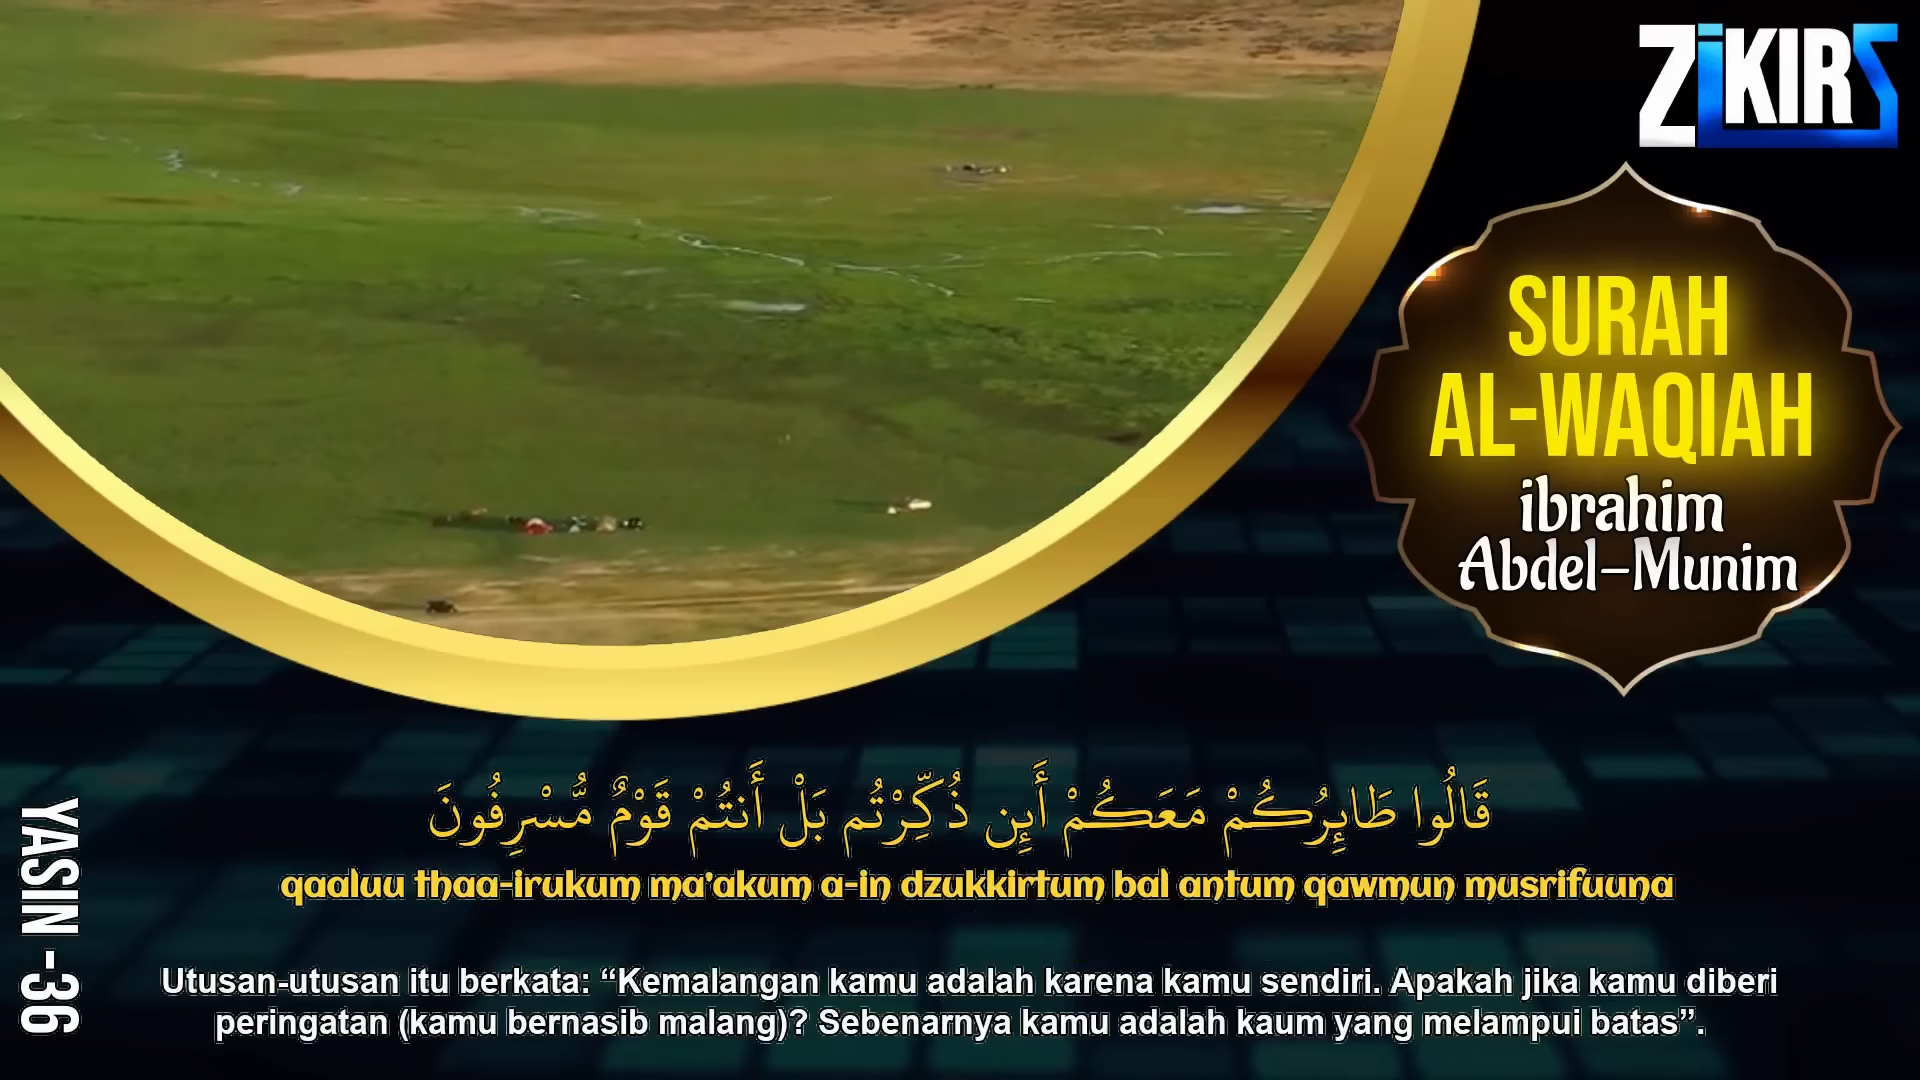 ZiKIRZ
SURAH
AL-WAQIAH
ibrahim
Abdel-Munim
قَالُوا طَائِرُكُمْ مَعَكُمْ أَئِن ذُكِّرْتُم بَلْ أَنتُمْ قَوْمٌ مُّسْرِفُونَ
qaaluu thaa-irukum ma'akum a-in dzukkirtum bal antum qawmun musrifuuna
Utusan-utusan itu berkata: “Kemalangan kamu adalah karena kamu sendiri. Apakah jika kamu diberi
peringatan (kamu bernasib malang)? Sebenarnya kamu adalah kaum yang melampui batas”.
YASIN -36